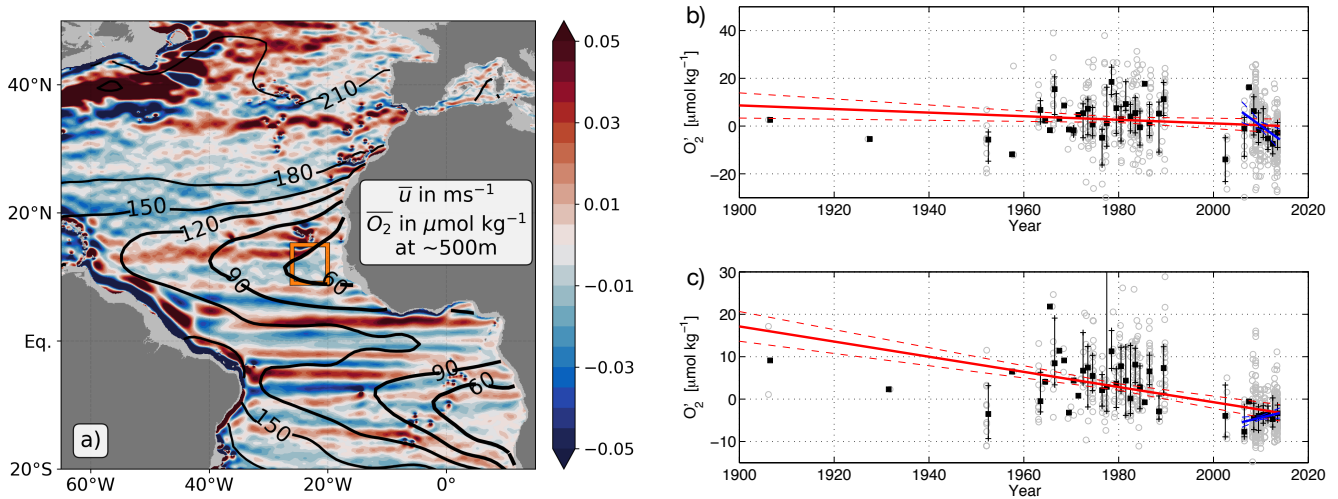 40°N
20°N
Eq.
20°S
60°W
40°W
20°W
0°
210
180
150
120
90
60
90
60
150
u̅ in ms⁻¹
O̅₂̅ in μmol kg⁻¹
at ~500m
a)
0.05
0.03
0.01
−0.01
−0.03
−0.05
b)
O₂' [μmol kg⁻¹]
40
20
0
−20
1900
1920
1940
1960
1980
2000
2020
Year
c)
O₂' [μmol kg⁻¹]
30
20
10
0
−10
1900
1920
1940
1960
1980
2000
2020
Year